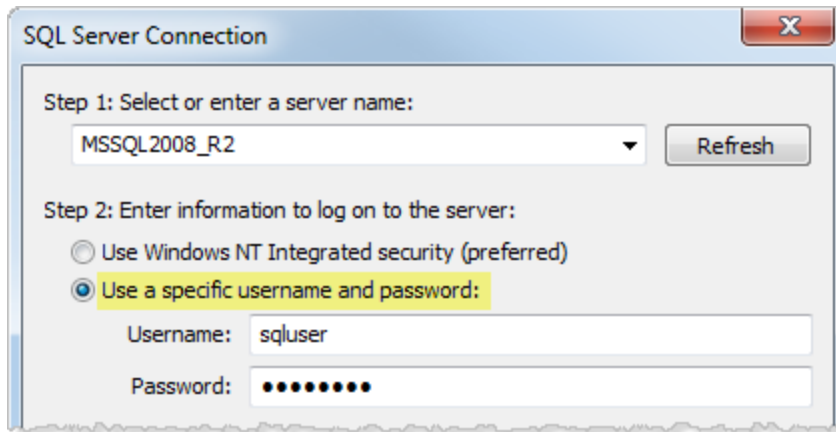 SQL Server Connection
Step 1: Select or enter a server name:
MSSQL2008_R2
Refresh
Step 2: Enter information to log on to the server:
Use Windows NT Integrated security (preferred)
Use a specific username and password:
Username: sqluser
Password: ••••••••